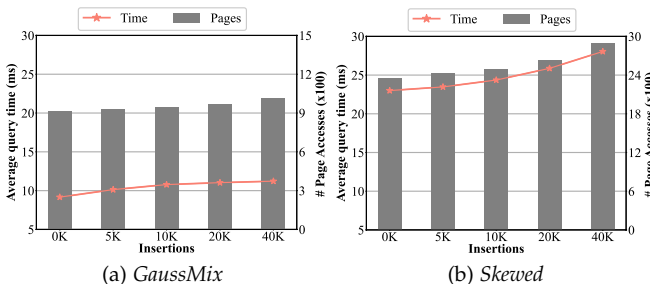 Time Pages
Average query time (ms)
30
25
20
15
10
5
# Page Accesses (x100)
15
12
9
6
3
0
0K 5K 10K 20K 40K
Insertions
(a) GaussMix
Time Pages
Average query time (ms)
30
25
20
15
10
5
# Page Accesses (x100)
30
24
18
12
6
0
0K 5K 10K 20K 40K
Insertions
(b) Skewed